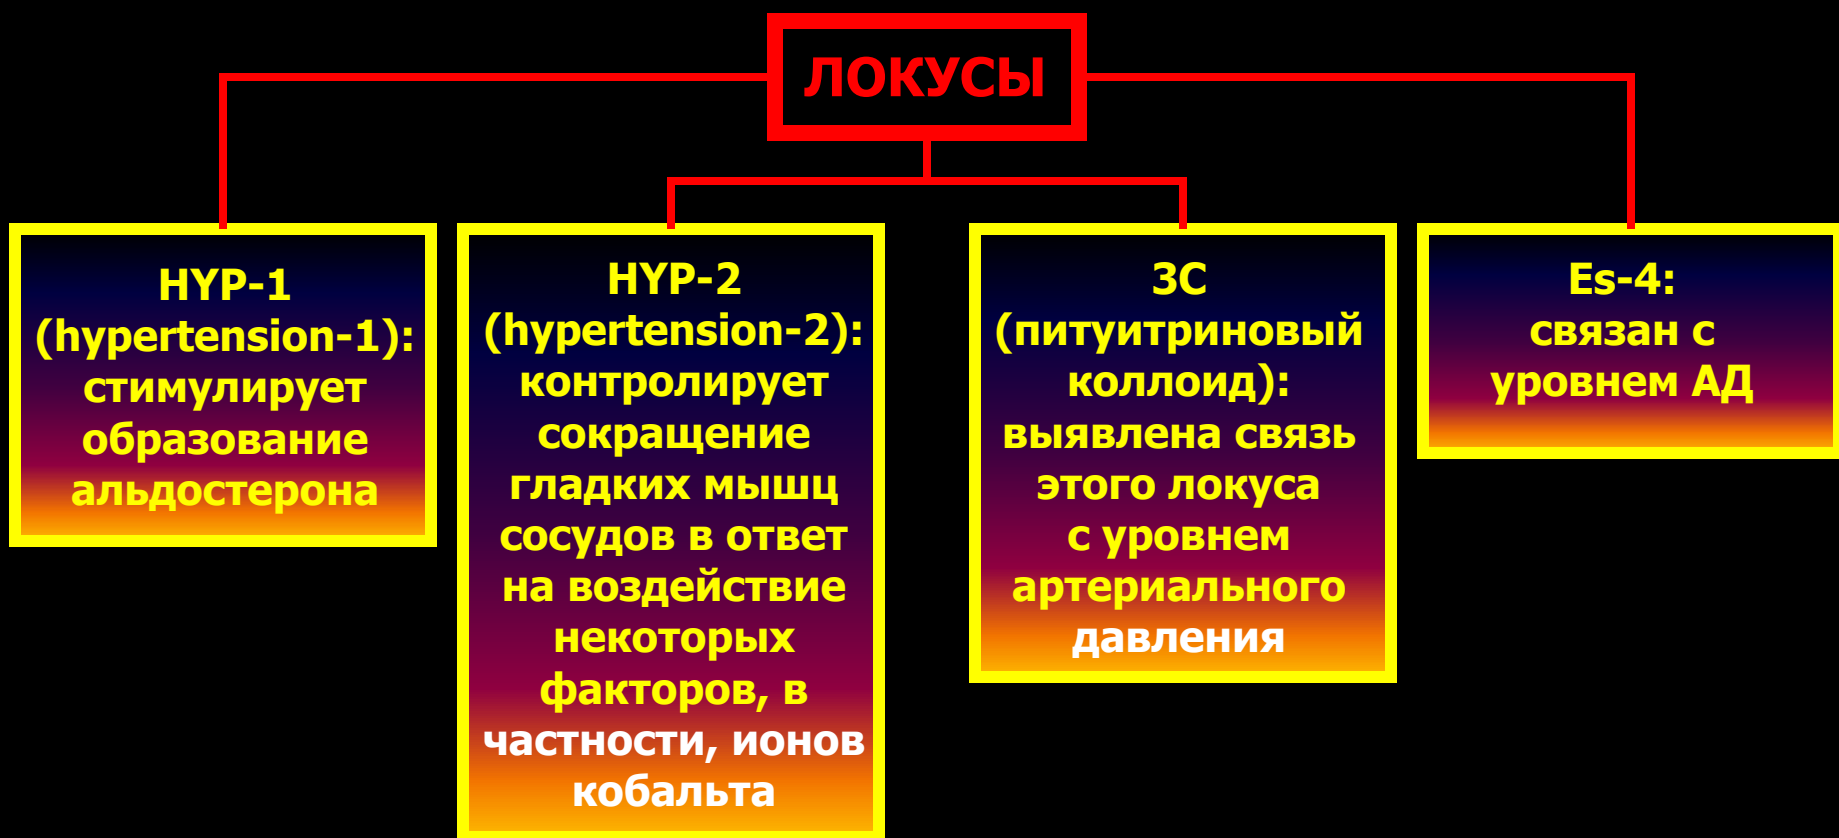 ЛОКУСЫ
HYP-1
(hypertension-1):
стимулирует
образование
альдостерона
HYP-2
(hypertension-2):
контролирует
сокращение
гладких мышц
сосудов в ответ
на воздействие
некоторых
факторов, в
частности, ионов
кобальта
3С
(питуитриновый
коллоид):
выявлена связь
этого локуса
с уровнем
артериального
давления
Es-4:
связан с
уровнем АД